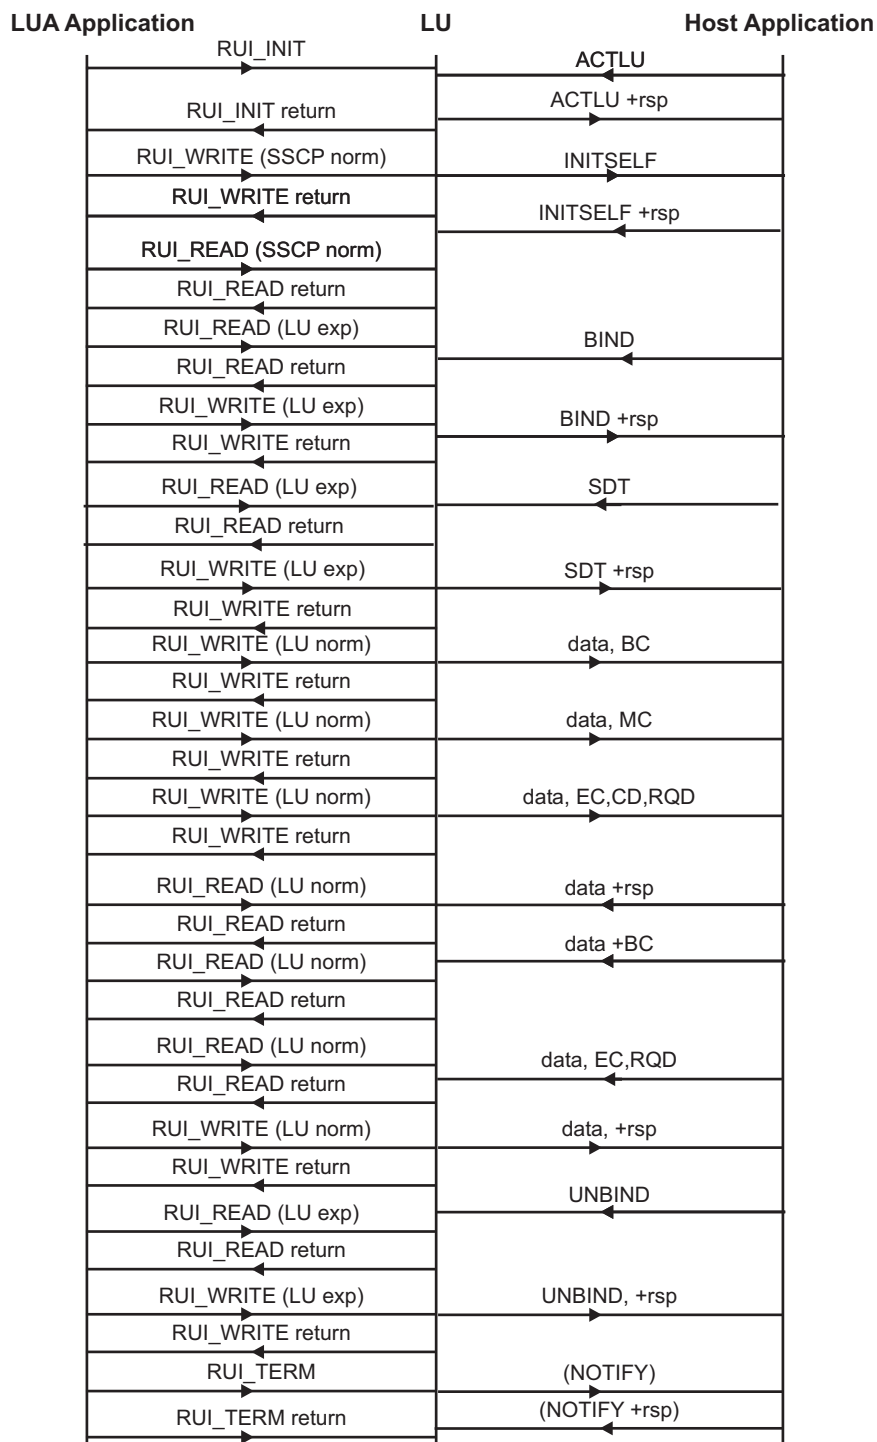 LUA Application LU Host Application
RUI_INIT
ACTLU
ACTLU +rsp
RUI_INIT return
RUI_WRITE (SSCP norm) INITSELF
RUI_WRITE return
INITSELF +rsp
RUI_READ (SSCP norm)
RUI_READ return
RUI_READ (LU exp)
BIND
RUI_READ return
RUI_WRITE (LU exp)
BIND +rsp
RUI_WRITE return
RUI_READ (LU exp) SDT
RUI_READ return
RUI_WRITE (LU exp) SDT +rsp
RUI_WRITE return
RUI_WRITE (LU norm) data, BC
RUI_WRITE return
RUI_WRITE (LU norm) data, MC
RUI_WRITE return
RUI_WRITE (LU norm) data, EC,CD,RQD
RUI_WRITE return
RUI_READ (LU norm) data +rsp
RUI_READ return
data +BC
RUI_READ (LU norm)
RUI_READ return
RUI_READ (LU norm)
data, EC,RQD
RUI_READ return
RUI_WRITE (LU norm) data, +rsp
RUI_WRITE return
UNBIND
RUI_READ (LU exp)
RUI_READ return
RUI_WRITE (LU exp) UNBIND, +rsp
RUI_WRITE return
RUI_TERM (NOTIFY)
(NOTIFY +rsp)
RUI_TERM return